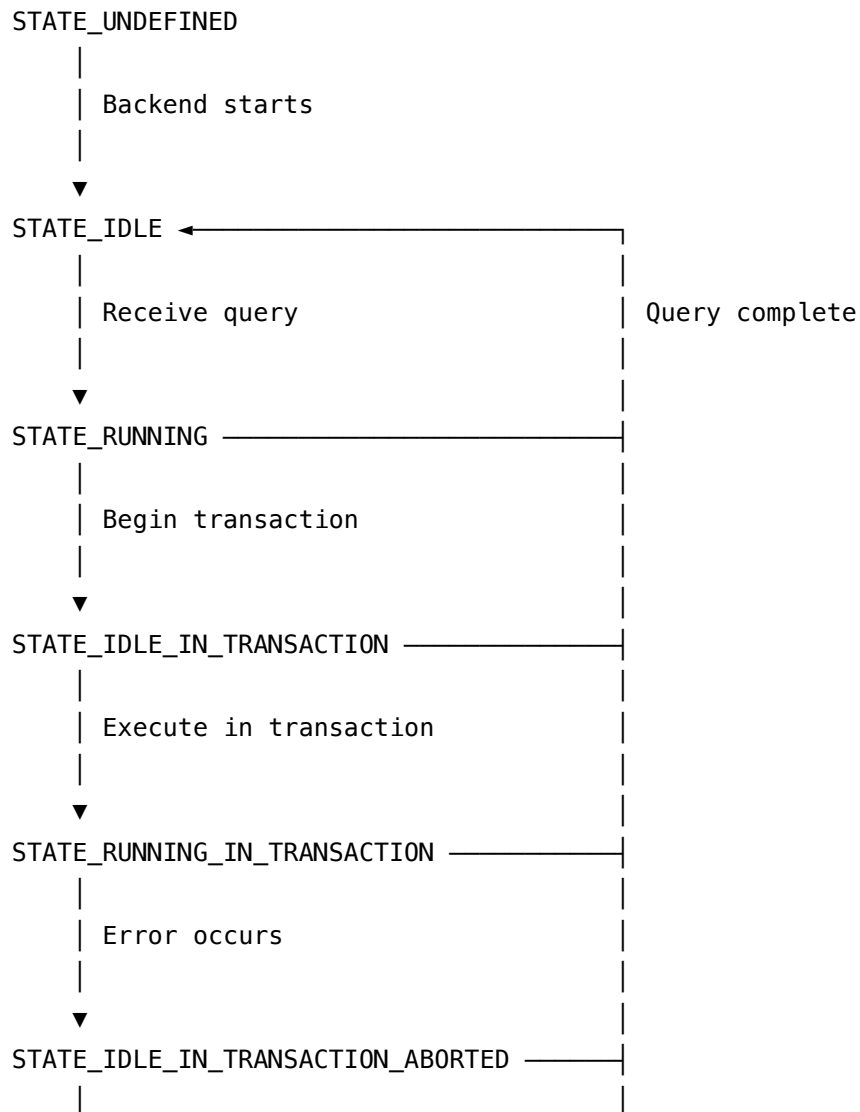 STATE_UNDEFINED
Backend starts
STATE_IDLE
Receive query
Query complete
STATE_RUNNING
Begin transaction
STATE_IDLE_IN_TRANSACTION
Execute in transaction
STATE_RUNNING_IN_TRANSACTION
Error occurs
STATE_IDLE_IN_TRANSACTION_ABORTED